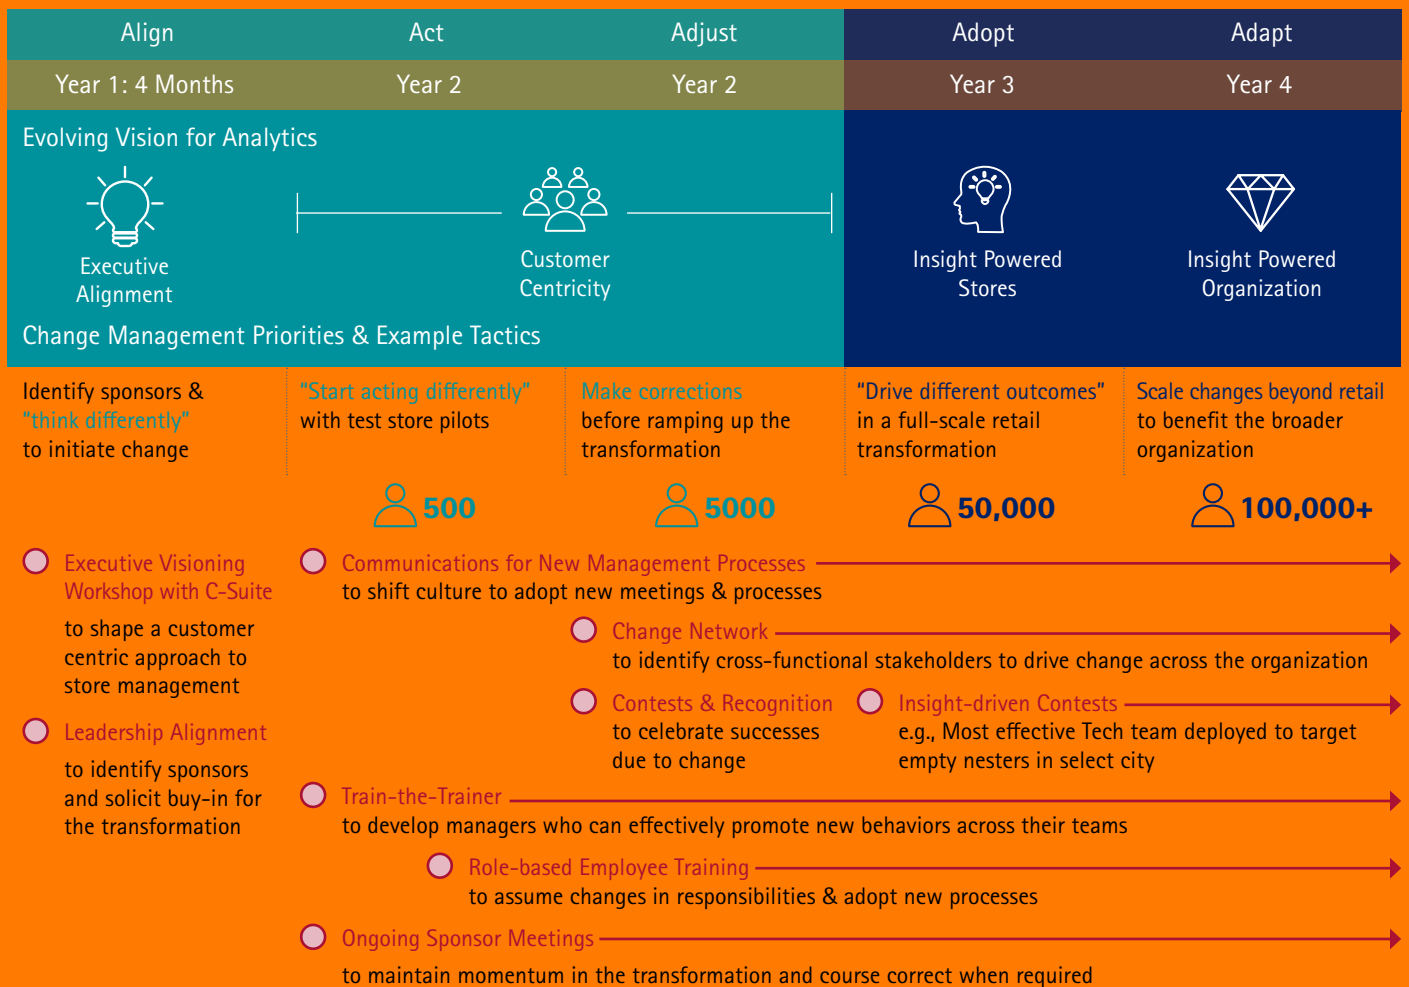 Align
Act
Adjust
Adopt
Adapt
Year 1: 4 Months
Year 2
Year 2
Year 3
Year 4
Evolving Vision for Analytics
Executive
Alignment
Customer
Centricity
Insight Powered
Stores
Insight Powered
Organization
Change Management Priorities & Example Tactics
Identify sponsors &
"think differently"
to initiate change
"Start acting differently"
with test store pilots
Make corrections
before ramping up the
transformation
"Drive different outcomes"
in a full-scale retail
transformation
Scale changes beyond retail
to benefit the broader
organization
500
5000
50,000
100,000+
Executive Visioning
Workshop with C-Suite
to shape a customer
centric approach to
store management
Leadership Alignment
to identify sponsors
and solicit buy-in for
the transformation
Communications for New Management Processes
to shift culture to adopt new meetings & processes
Change Network
to identify cross-functional stakeholders to drive change across the organization
Contests & Recognition
to celebrate successes
due to change
Insight-driven Contests
e.g., Most effective Tech team deployed to target
empty nesters in select city
Train-the-Trainer
to develop managers who can effectively promote new behaviors across their teams
Role-based Employee Training
to assume changes in responsibilities & adopt new processes
Ongoing Sponsor Meetings
to maintain momentum in the transformation and course correct when required